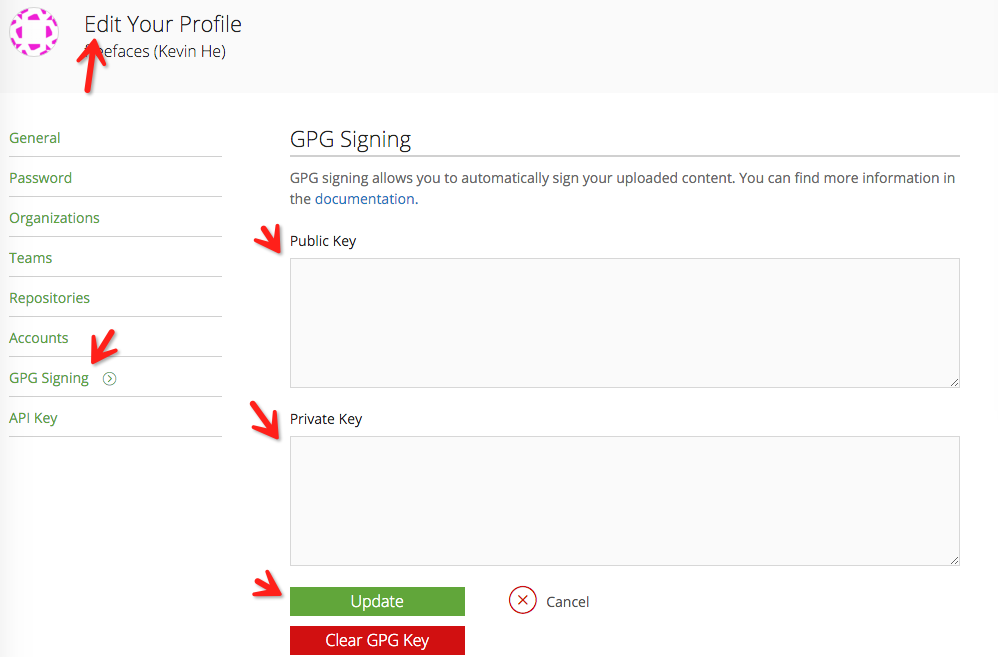 Edit Your Profile
(Kevin He)
General
Password
Organizations
Teams
Repositories
Accounts
GPG Signing
API Key
GPG Signing
GPG signing allows you to automatically sign your uploaded content. You can find more information in
the documentation.
Public Key
Private Key
Update
Cancel
Clear GPG Key